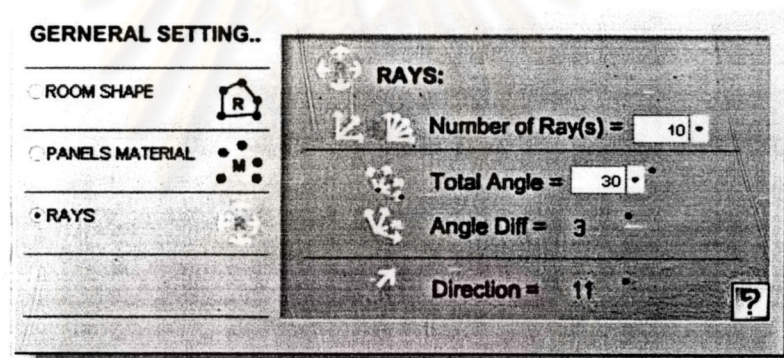 GERNERAL SETTING..
ROOM SHAPE
R
PANELS MATERIAL
M
RAYS
R
R
RAYS:
Number of Ray(s) = 10
Total Angle = 30 °
Angle Diff = 3 °
Direction = 11 °
?